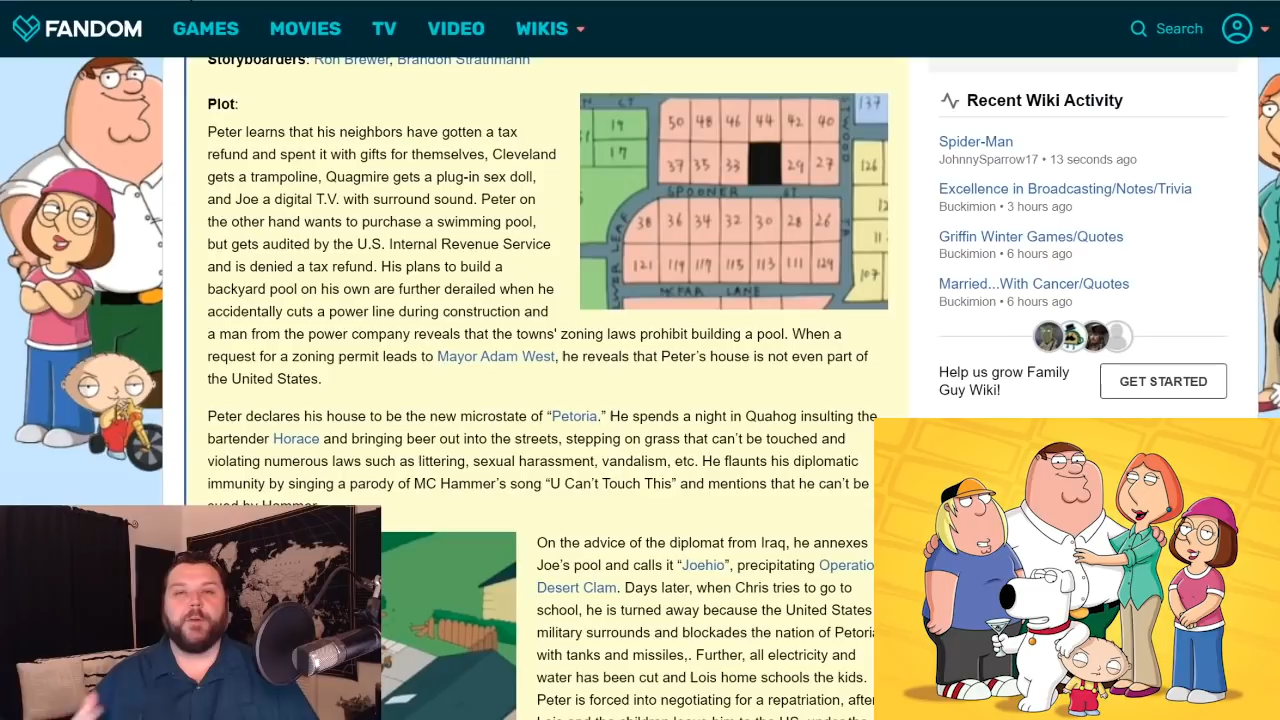 FANDOM GAMES MOVIES TV VIDEO WIKIS Search
Storyboarders: Ron Brewer, Brandon Strathmann
Plot:
Peter learns that his neighbors have gotten a tax
refund and spent it with gifts for themselves, Cleveland
gets a trampoline, Quagmire gets a plug-in sex doll,
and Joe a digital T.V. with surround sound. Peter on
the other hand wants to purchase a swimming pool,
but gets audited by the U.S. Internal Revenue Service
and is denied a tax refund. His plans to build a
backyard pool on his own are further derailed when he
accidentally cuts a power line during construction and
a man from the power company reveals that the towns' zoning laws prohibit building a pool. When a
request for a zoning permit leads to Mayor Adam West, he reveals that Peter's house is not even part of
the United States.
N CT
19
17
50 48 46 44 42 40
37 35 33 29 27
137
126
SPOONER ST
38 36 34 32 30 28 26
121 119 117 115 113 111 129
107
Peter declares his house to be the new microstate of “Petoria.” He spends a night in Quahog insulting the
bartender Horace and bringing beer out into the streets, stepping on grass that can’t be touched and
violating numerous laws such as littering, sexual harassment, vandalism, etc. He flaunts his diplomatic
immunity by singing a parody of MC Hammer’s song “U Can’t Touch This” and mentions that he can’t be
sued by Hammer.
On the advice of the diplomat from Iraq, he annexes
Joe’s pool and calls it “Joehio”, precipitating Operatio
Desert Clam. Days later, when Chris tries to go to
school, he is turned away because the United States
military surrounds and blockades the nation of Petori
with tanks and missiles,. Further, all electricity and
water has been cut and Lois home schools the kids.
Peter is forced into negotiating for a repatriation, after
Lois and the children leave him to the US, under the
Recent Wiki Activity
Spider-Man
JohnnySparrow17 • 13 seconds ago
Excellence in Broadcasting/Notes/Trivia
Buckimion • 3 hours ago
Griffin Winter Games/Quotes
Buckimion • 6 hours ago
Married...With Cancer/Quotes
Buckimion • 6 hours ago
Help us grow Family
Guy Wiki!
GET STARTED